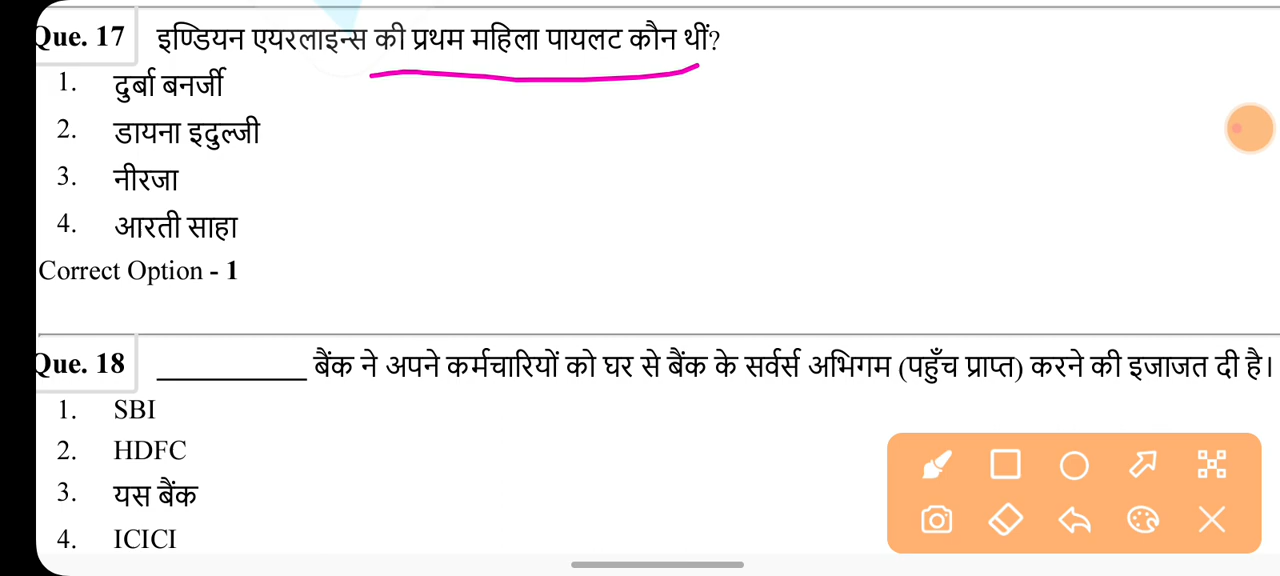 Que. 17 इण्डियन एयरलाइन्स की प्रथम महिला पायलट कौन थीं?
1. दुर्बा बनर्जी
2. डायना इदुल्जी
3. नीरजा
4. आरती साहा
Correct Option - 1
Que. 18 __________ बैंक ने अपने कर्मचारियों को घर से बैंक के सर्वर्स अभिगम (पहुँच प्राप्त) करने की इजाजत दी है।
1. SBI
2. HDFC
3. यस बैंक
4. ICICI